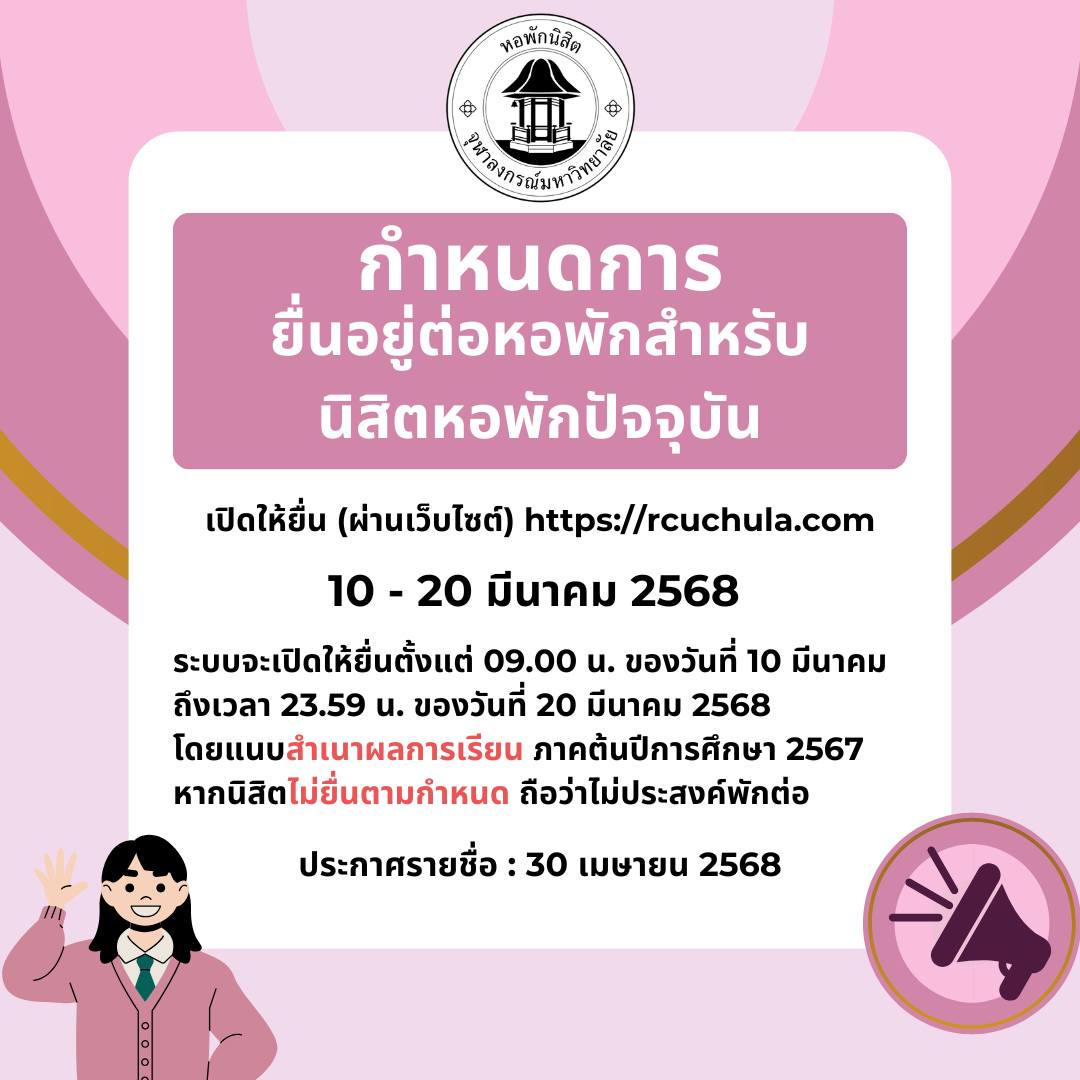 หอพักนิสิต
จุฬาลงกรณ์มหาวิทยาลัย
กำหนดการ
ยื่นอยู่ต่อหอพักสำหรับ
นิสิตหอพักปัจจุบัน
เปิดให้ยื่น (ผ่านเว็บไซต์) https://rcuchula.com
10 - 20 มีนาคม 2568
ระบบจะเปิดให้ยื่นตั้งแต่ 09.00 น. ของวันที่ 10 มีนาคม
ถึงเวลา 23.59 น. ของวันที่ 20 มีนาคม 2568
โดยแนบสำเนาผลการเรียน ภาคต้นปีการศึกษา 2567
หากนิสิตไม่ยื่นตามกำหนด ถือว่าไม่ประสงค์พักต่อ
ประกาศรายชื่อ : 30 เมษายน 2568